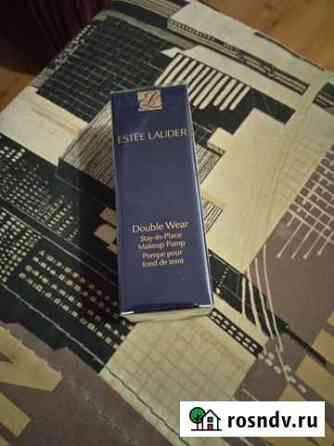 ESTĒE LAUDER
Double Wear
Stay-in-Place
Makeup Pump
Pompe pour
fond de teint
rosndv.ru